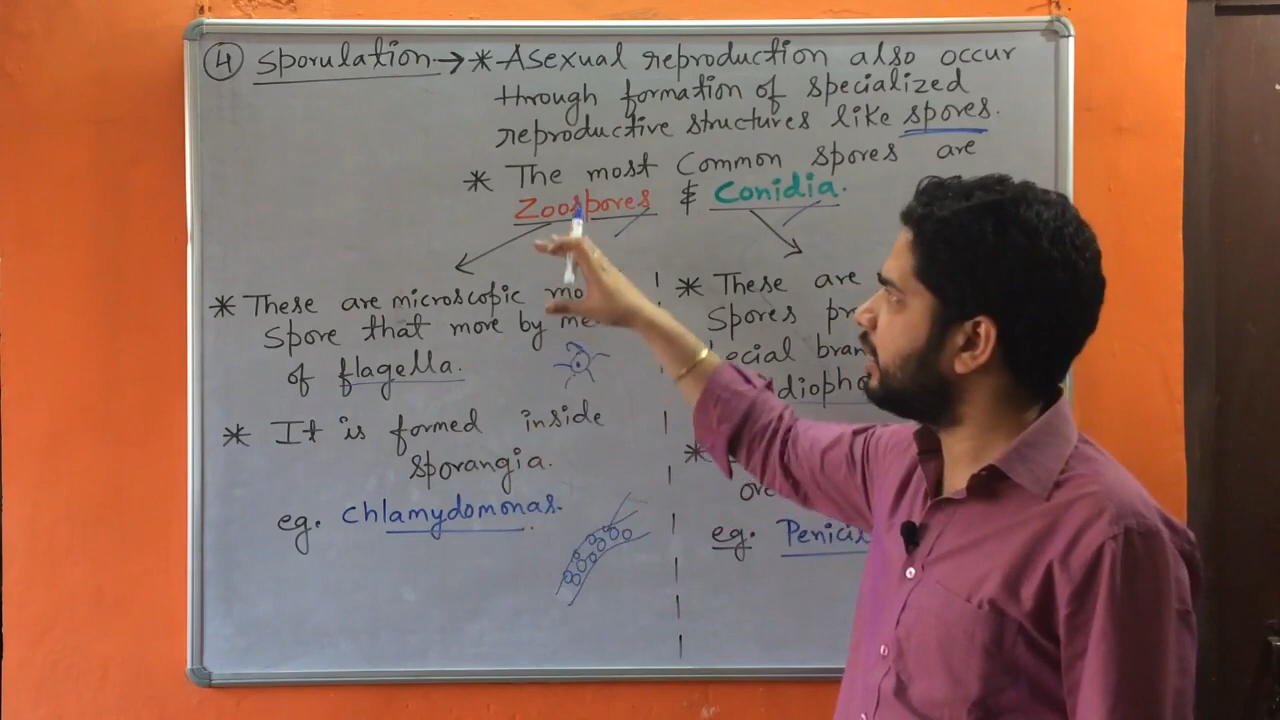 4 Sporulation → * Asexual reproduction also occur
through formation of specialized
reproductive structures like spores.
* The most Common spores are
Zoospores & Conidia.
* These are microscopic
Spore that more by
of flagella.
* It is formed inside
sporangia.
eg. Chlamydomonas.
* These are
Spores
*
eg.